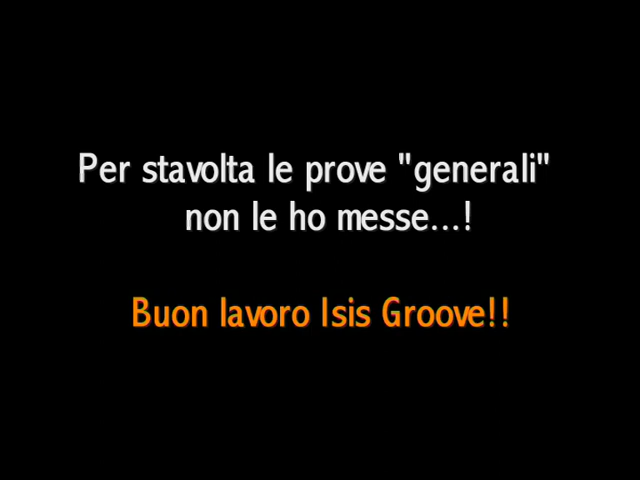 Per stavolta le prove "generali"
non le ho messe...!
Buon lavoro Isis Groove!!